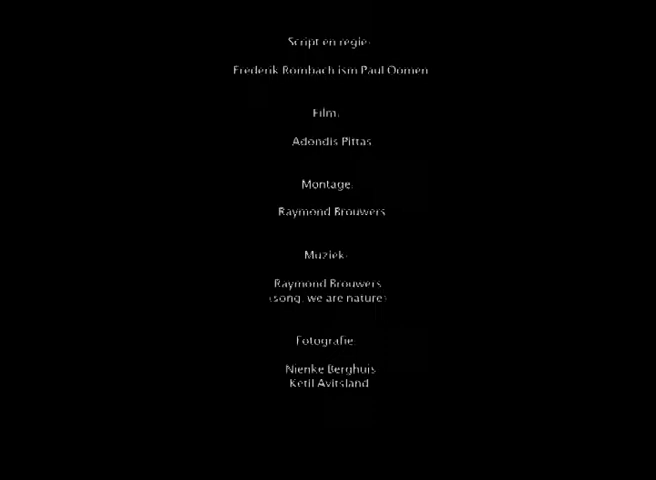 Script en regie:
Frederik Rombach ism Paul Oomen
Film:
Adondis Pittas
Montage:
Raymond Brouwers
Muziek:
Raymond Brouwers
(song: we are nature)
Fotografie:
Nienke Berghuis
Ketil Avitsland